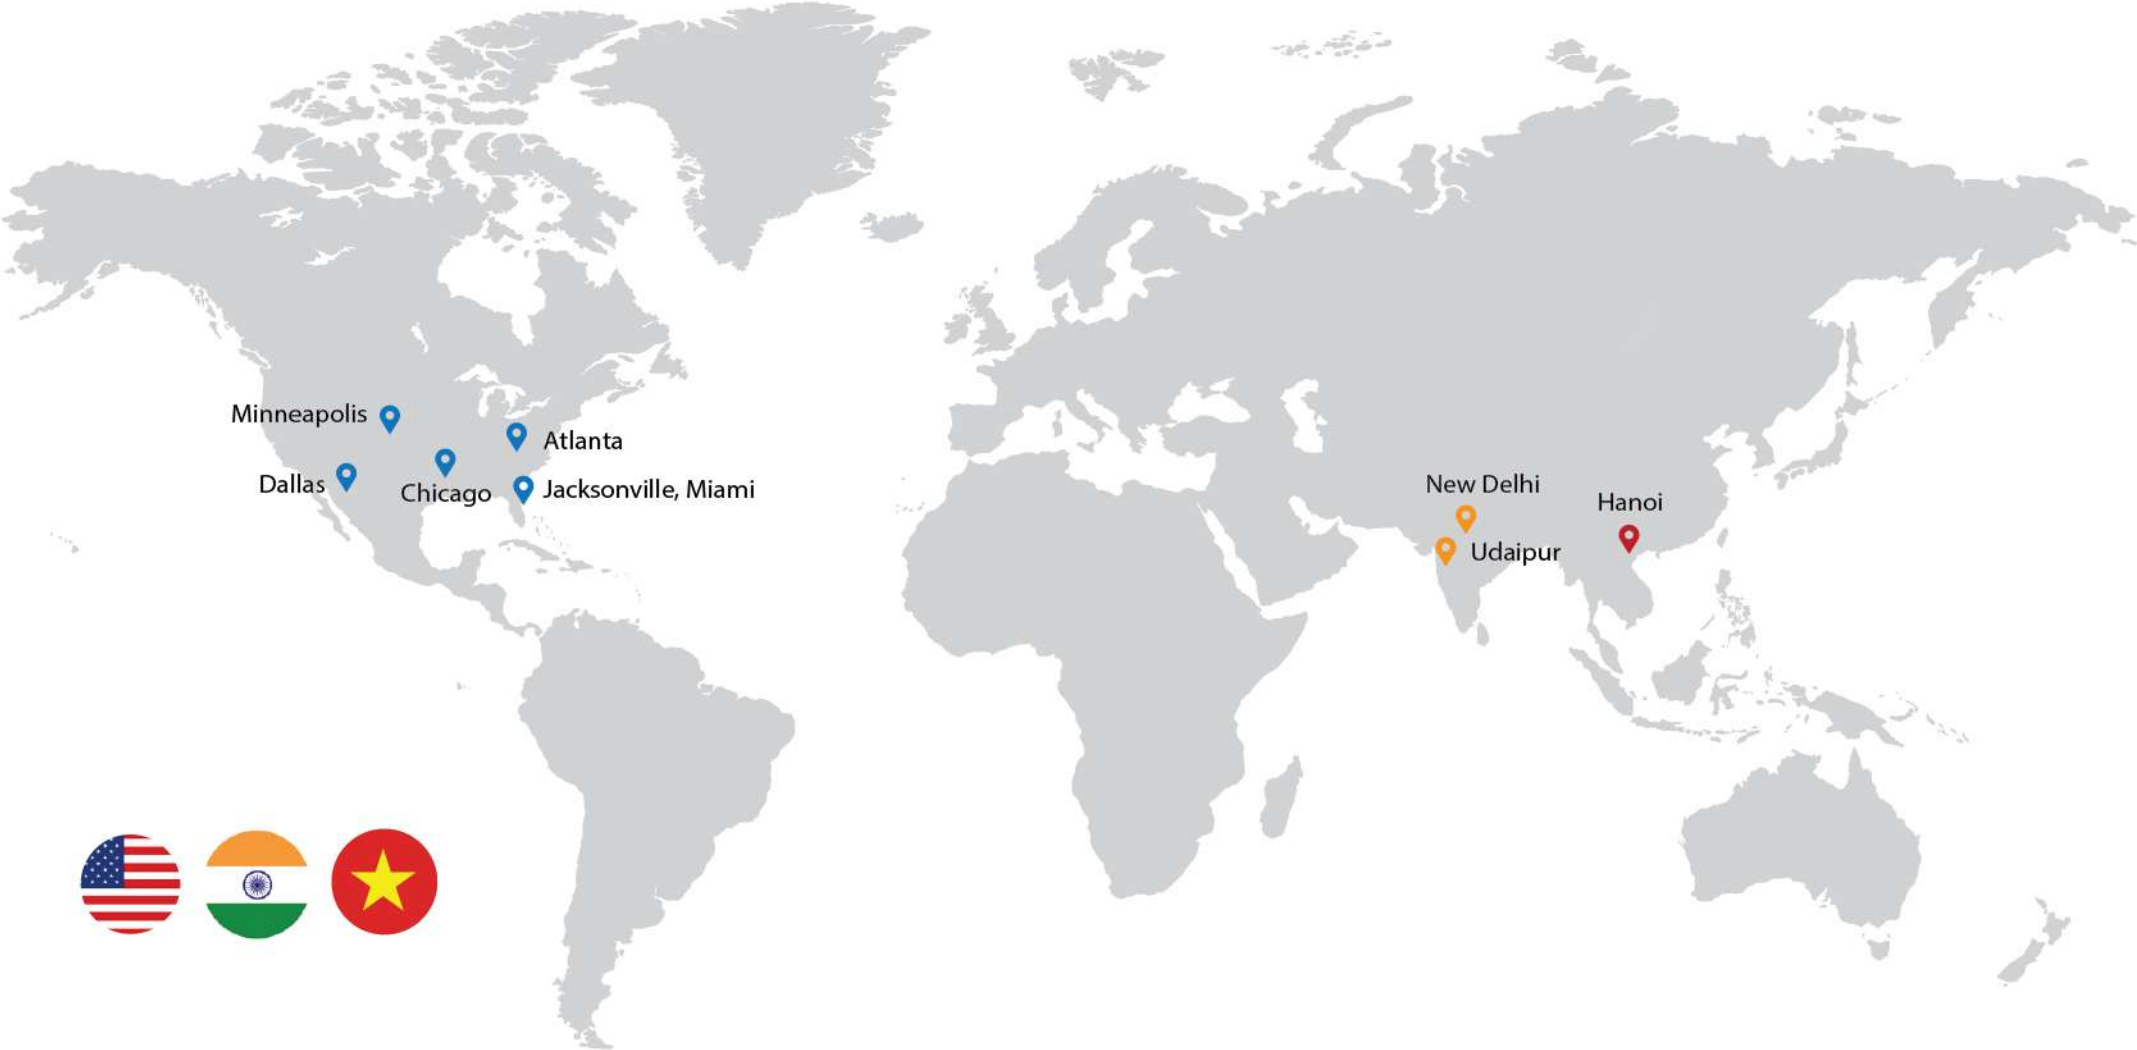 Minneapolis
Atlanta
Dallas
Chicago
Jacksonville, Miami
New Delhi
Hanoi
Udaipur